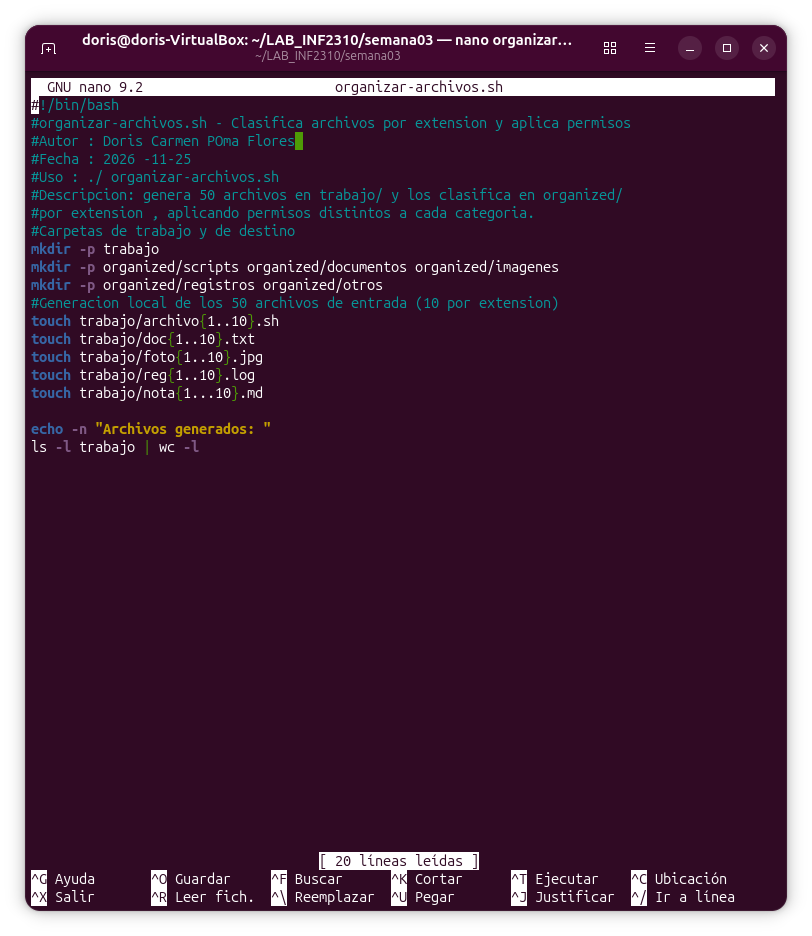 doris@doris-VirtualBox: ~/LAB_INF2310/semana03 — nano organizar…
~/LAB_INF2310/semana03
GNU nano 9.2 organizar-archivos.sh
#!/bin/bash
#organizar-archivos.sh - Clasifica archivos por extension y aplica permisos
#Autor : Doris Carmen POma Flores
#Fecha : 2026 -11-25
#Uso : ./ organizar-archivos.sh
#Descripcion: genera 50 archivos en trabajo/ y los clasifica en organized/
#por extension , aplicando permisos distintos a cada categoria.
#Carpetas de trabajo y de destino
mkdir -p trabajo
mkdir -p organized/scripts organized/documentos organized/imagenes
mkdir -p organized/registros organized/otros
#Generacion local de los 50 archivos de entrada (10 por extension)
touch trabajo/archivo{1..10}.sh
touch trabajo/doc{1..10}.txt
touch trabajo/foto{1..10}.jpg
touch trabajo/reg{1..10}.log
touch trabajo/nota{1...10}.md
echo -n "Archivos generados: "
ls -l trabajo | wc -l
[ 20 líneas leídas ]
^G Ayuda ^O Guardar ^F Buscar ^K Cortar ^T Ejecutar ^C Ubicación
^X Salir ^R Leer fich. ^\ Reemplazar ^U Pegar ^J Justificar ^/ Ir a línea